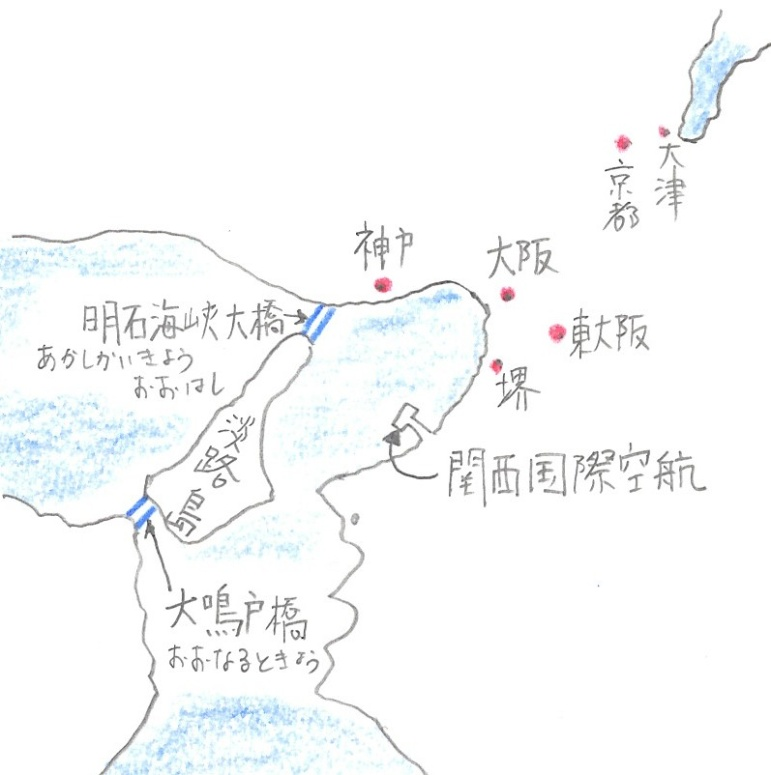 大津
京都
神戸
大阪
東大阪
明石海峡大橋
あかしかいきょう
おおはし
堺
淡路島
関西国際空航
大鳴戸橋
おおなるときょう